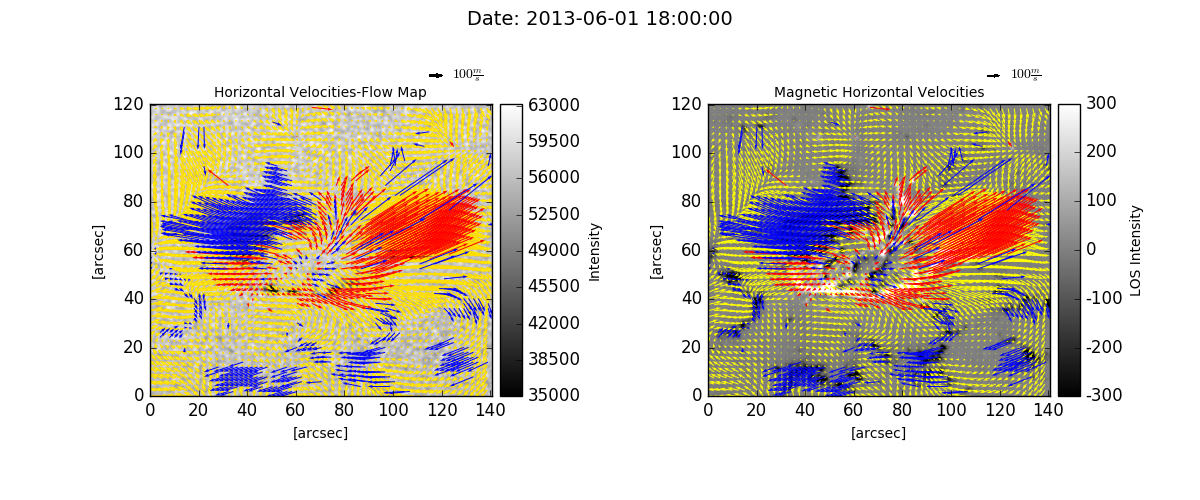 Date: 2013-06-01 18:00:00
100 m/s
Horizontal Velocities-Flow Map
120
100
80
60
40
20
0
[arcsec]
0 20 40 60 80 100 120 140
[arcsec]
63000
59500
56000
52500
49000
45500
42000
38500
35000
Intensity
100 m/s
Magnetic Horizontal Velocities
120
100
80
60
40
20
0
[arcsec]
0 20 40 60 80 100 120 140
[arcsec]
300
200
100
0
-100
-200
-300
LOS Intensity